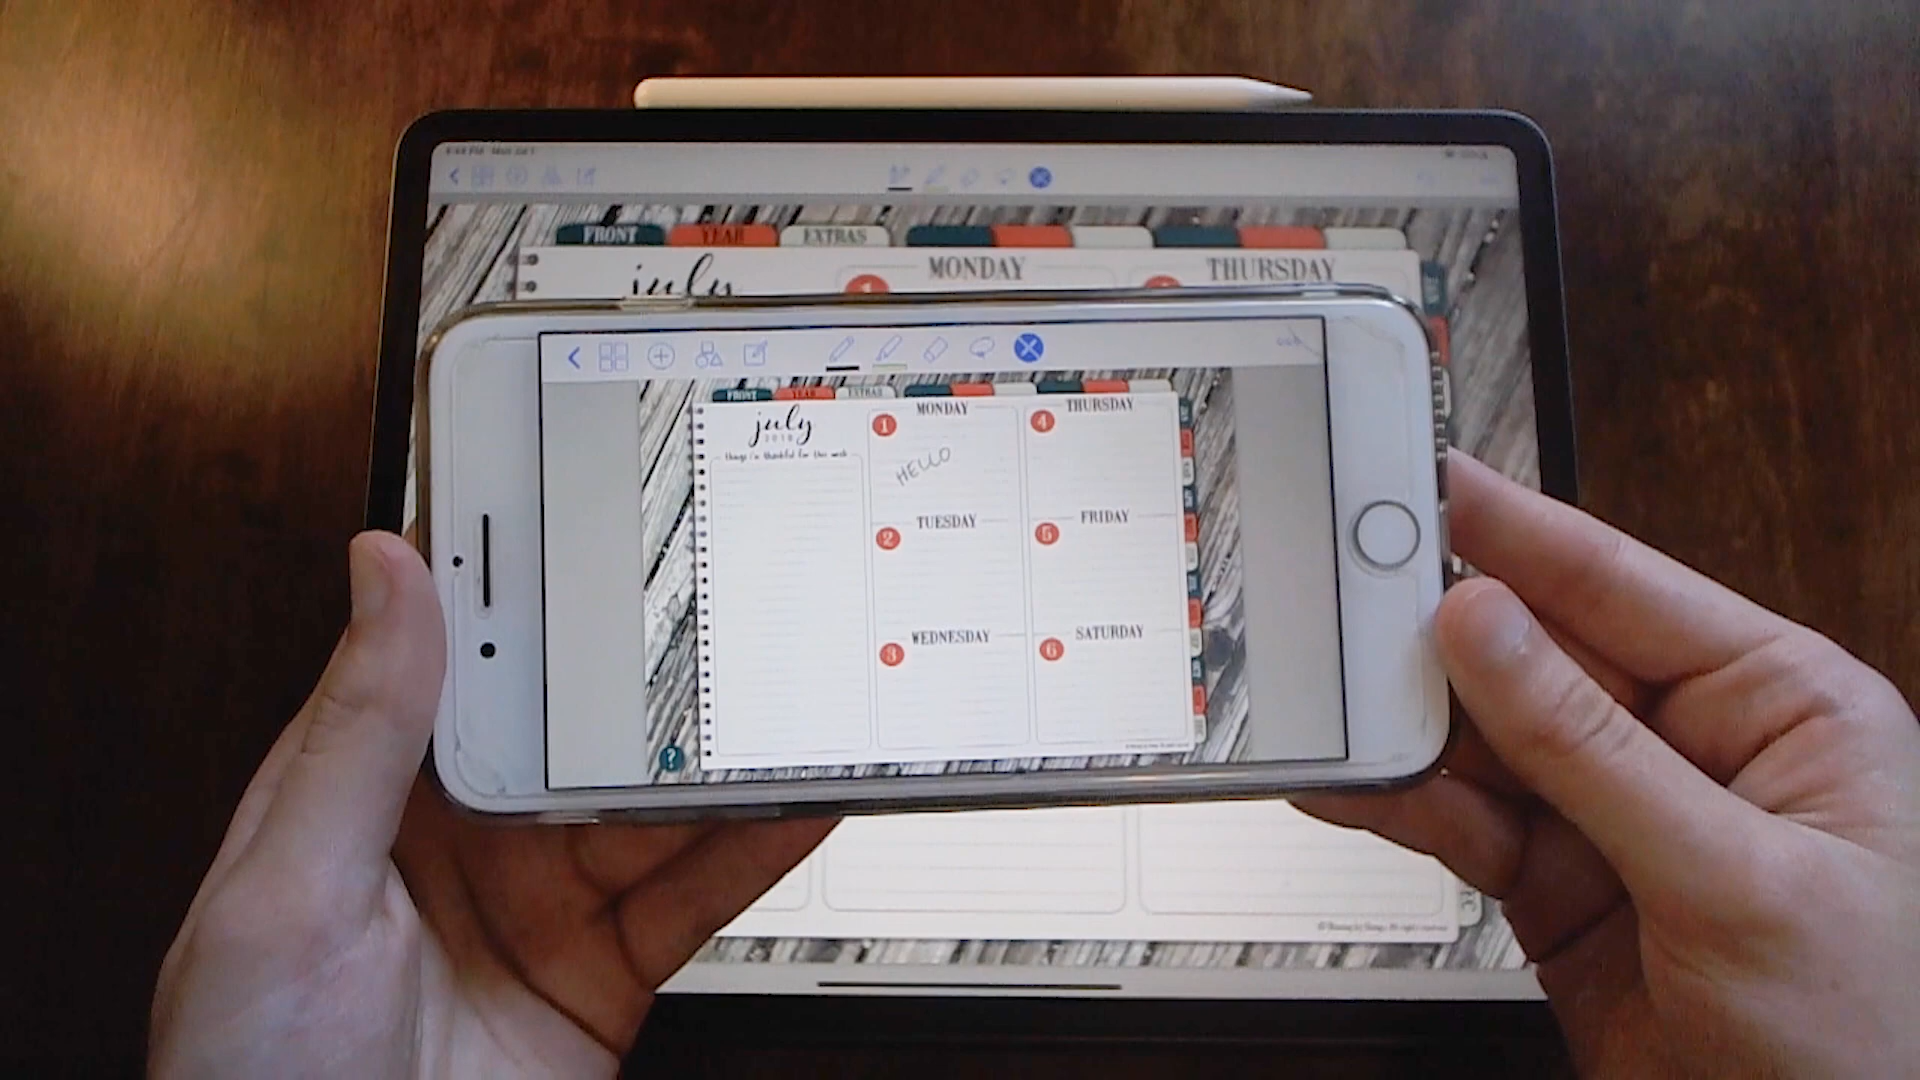 FRONT YEAR EXTRAS
july MONDAY THURSDAY
1
FRONT YEAR EXTRAS
july
things i'm thankful for this week
MONDAY
1
HELLO
TUESDAY
2
WEDNESDAY
3
THURSDAY
4
FRIDAY
5
SATURDAY
6
?